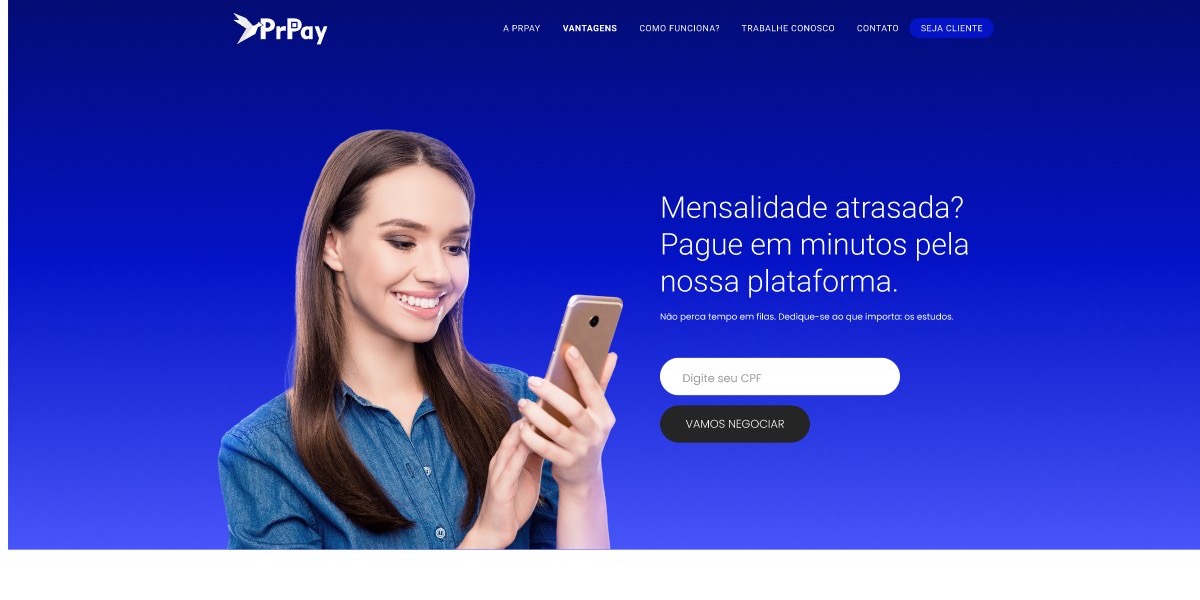 PrPay
A PRPAY
VANTAGENS
COMO FUNCIONA?
TRABALHE CONOSCO
CONTATO
SEJA CLIENTE
Mensalidade atrasada?
Pague em minutos pela
nossa plataforma.
Não perca tempo em filas. Dedique-se ao que importa: os estudos.
Digite seu CPF
VAMOS NEGOCIAR